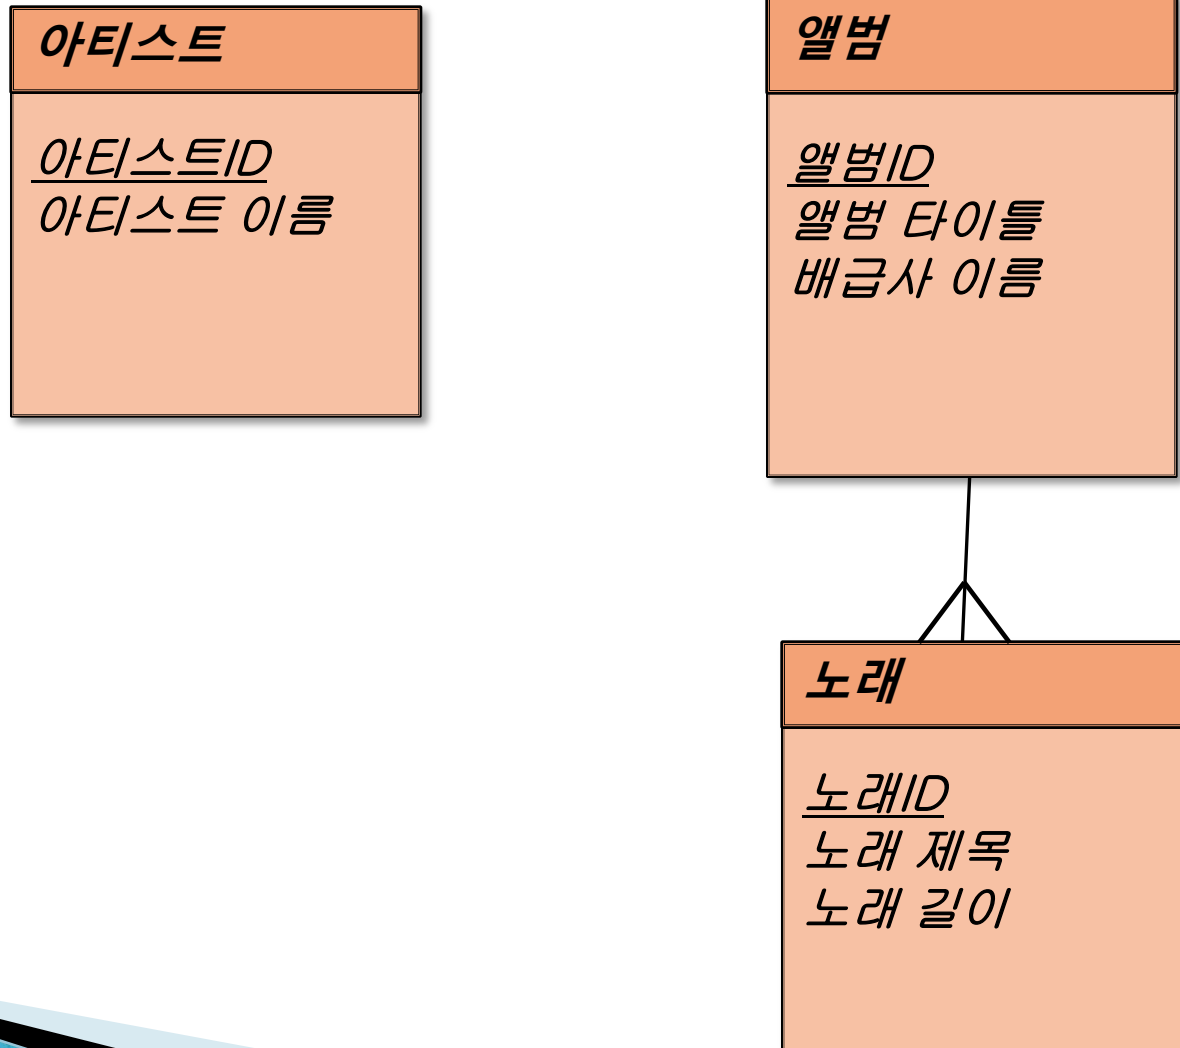 아티스트
아티스트ID
아티스트 이름
앨범
앨범ID
앨범 타이틀
배급사 이름
노래
노래ID
노래 제목
노래 길이